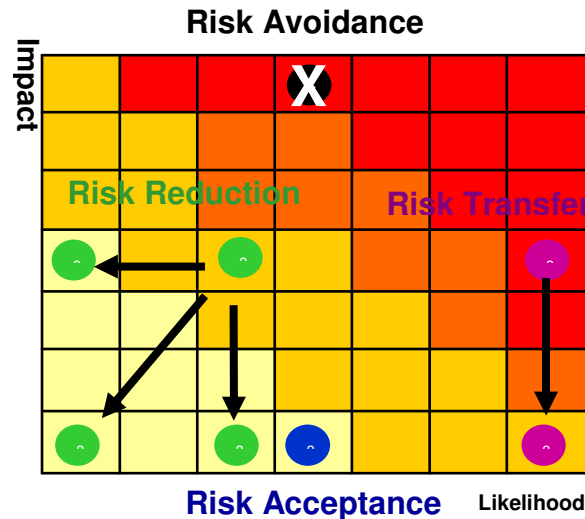 Risk Avoidance
Impact
X
Risk Reduction
Risk Transfer
Risk Acceptance
Likelihood